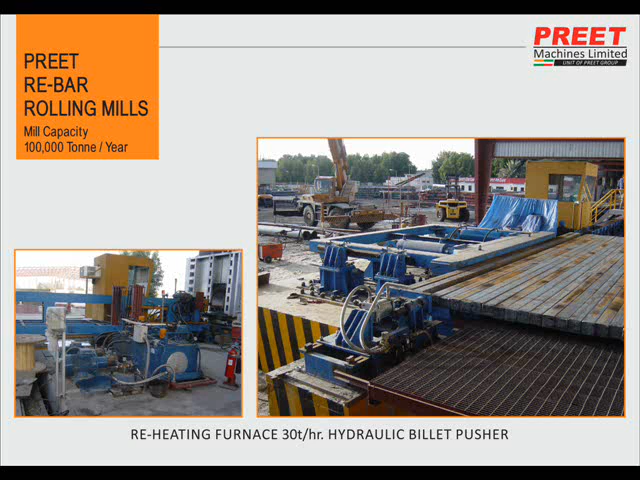 PREET
RE-BAR
ROLLING MILLS
Mill Capacity
100,000 Tonne / Year
PREET
Machines Limited
UNIT OF PREET GROUP
RE-HEATING FURNACE 30t/hr. HYDRAULIC BILLET PUSHER